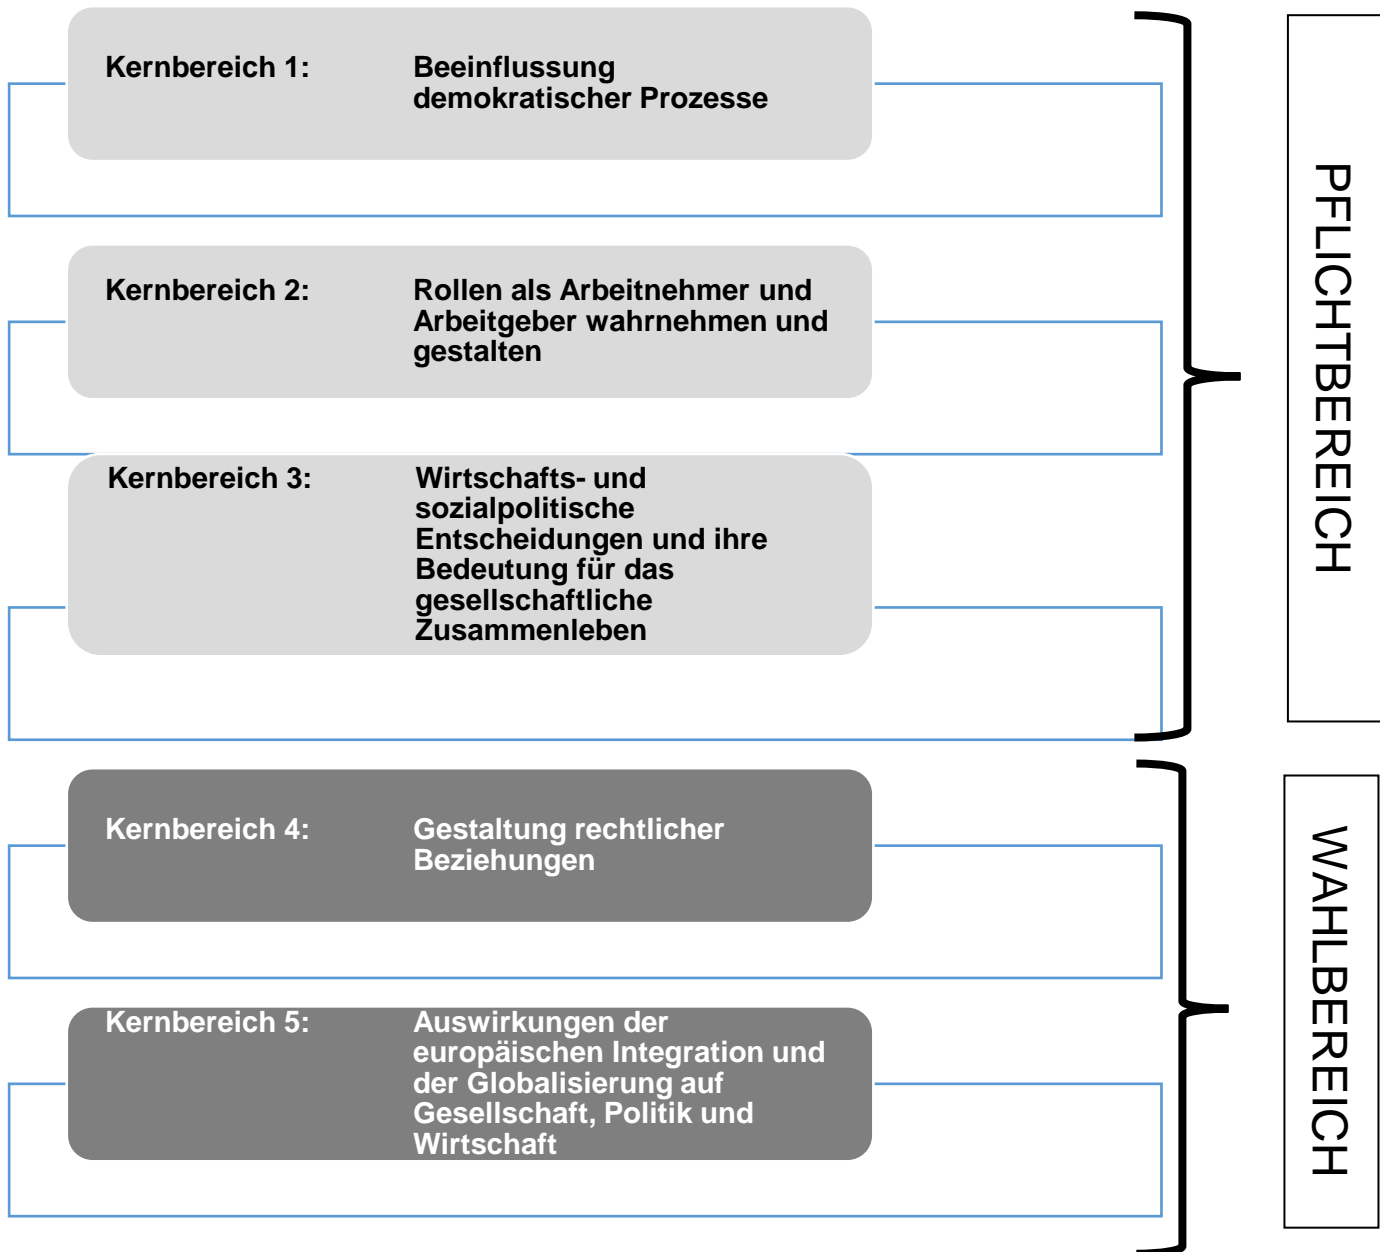 Kernbereich 1: Beeinflussung
demokratischer Prozesse
Kernbereich 2: Rollen als Arbeitnehmer und
Arbeitgeber wahrnehmen und
gestalten
Kernbereich 3: Wirtschafts- und
sozialpolitische
Entscheidungen und ihre
Bedeutung für das
gesellschaftliche
Zusammenleben
PFLICHTBEREICH
Kernbereich 4: Gestaltung rechtlicher
Beziehungen
Kernbereich 5: Auswirkungen der
europäischen Integration und
der Globalisierung auf
Gesellschaft, Politik und
Wirtschaft
WAHLBEREICH